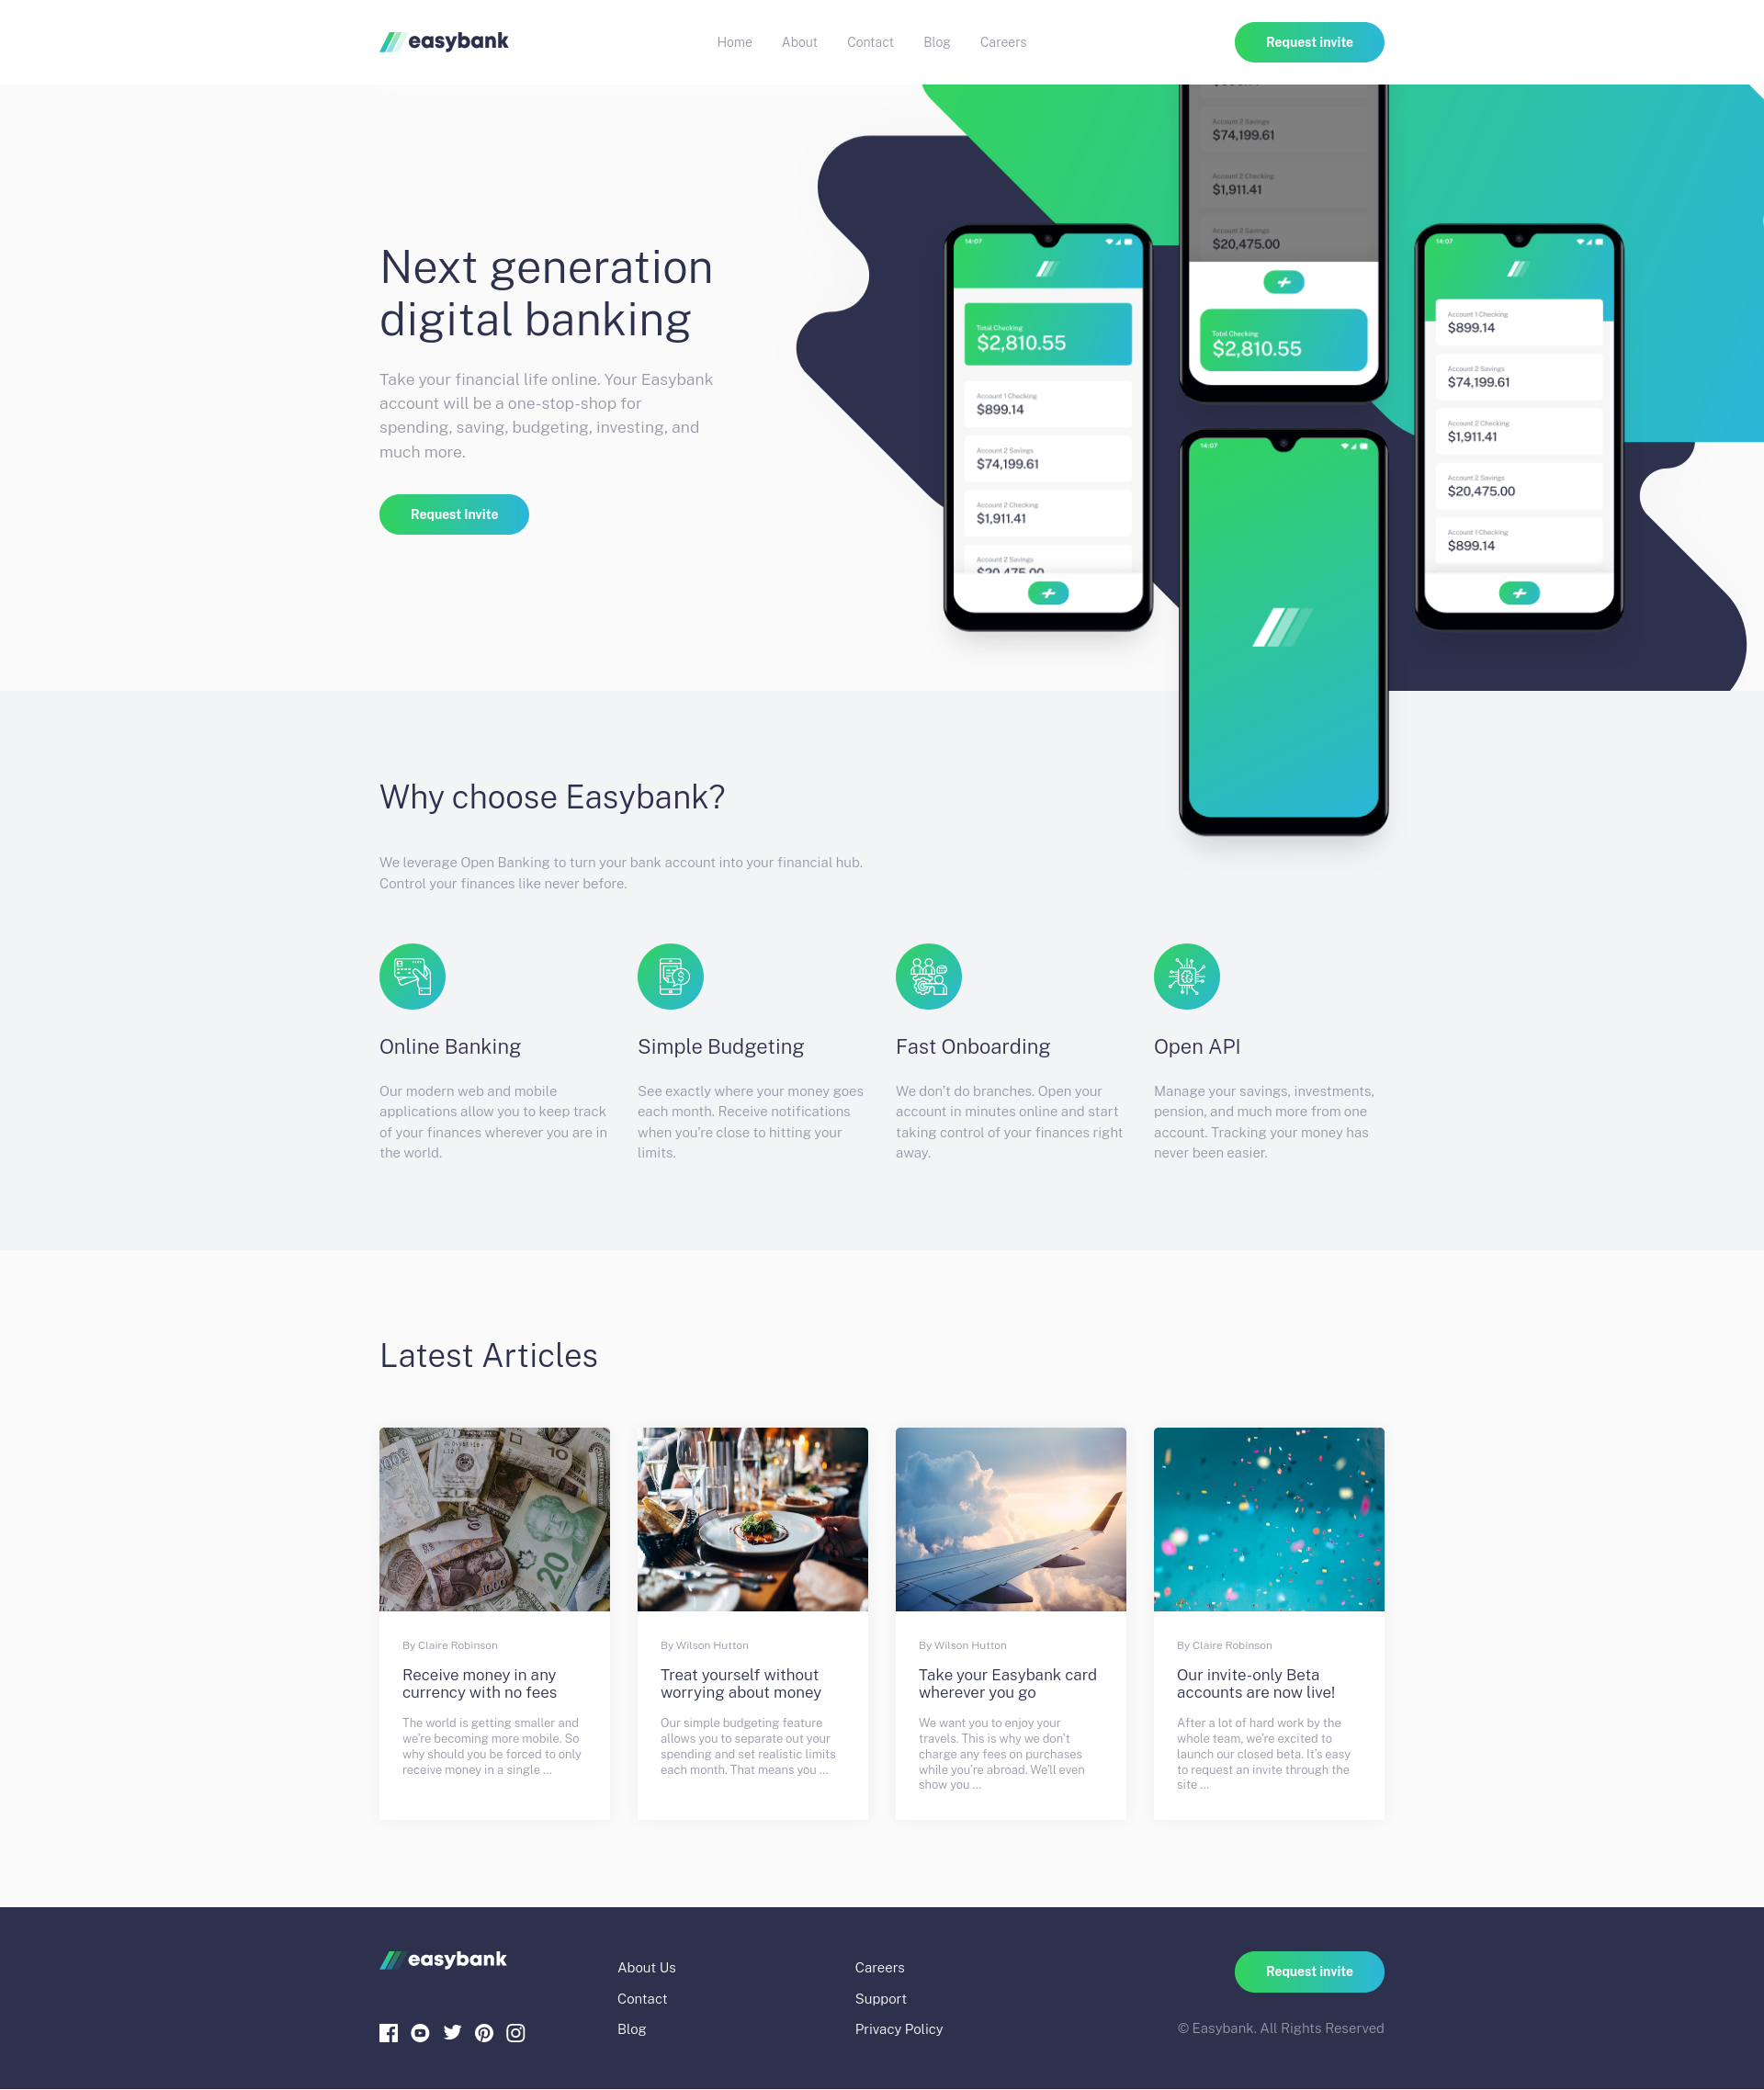 easybank
Home About Contact Blog Careers
Request invite
Next generation
digital banking
Take your financial life online. Your Easybank
account will be a one-stop-shop for
spending, saving, budgeting, investing, and
much more.
Request Invite
14:07
Total Checking
$2,810.55
Account 1 Checking
$899.14
Account 2 Savings
$74,199.61
Account 2 Checking
$1,911.41
Account 2 Savings
$20,475.00
Account 2 Savings
$74,199.61
Account 2 Checking
$1,911.41
Account 2 Savings
$20,475.00
Total Checking
$2,810.55
14:07
14:07
Account 1 Checking
$899.14
Account 2 Savings
$74,199.61
Account 2 Checking
$1,911.41
Account 2 Savings
$20,475.00
Account 1 Checking
$899.14
Why choose Easybank?
We leverage Open Banking to turn your bank account into your financial hub.
Control your finances like never before.
Online Banking
Our modern web and mobile
applications allow you to keep track
of your finances wherever you are in
the world.
Simple Budgeting
See exactly where your money goes
each month. Receive notifications
when you’re close to hitting your
limits.
Fast Onboarding
We don’t do branches. Open your
account in minutes online and start
taking control of your finances right
away.
Open API
Manage your savings, investments,
pension, and much more from one
account. Tracking your money has
never been easier.
Latest Articles
10
20
1000
By Claire Robinson
Receive money in any
currency with no fees
The world is getting smaller and
we’re becoming more mobile. So
why should you be forced to only
receive money in a single …
By Wilson Hutton
Treat yourself without
worrying about money
Our simple budgeting feature
allows you to separate out your
spending and set realistic limits
each month. That means you …
By Wilson Hutton
Take your Easybank card
wherever you go
We want you to enjoy your
travels. This is why we don’t
charge any fees on purchases
while you’re abroad. We’ll even
show you …
By Claire Robinson
Our invite-only Beta
accounts are now live!
After a lot of hard work by the
whole team, we’re excited to
launch our closed beta. It’s easy
to request an invite through the
site …
easybank
About Us
Contact
Blog
Careers
Support
Privacy Policy
Request invite
© Easybank. All Rights Reserved